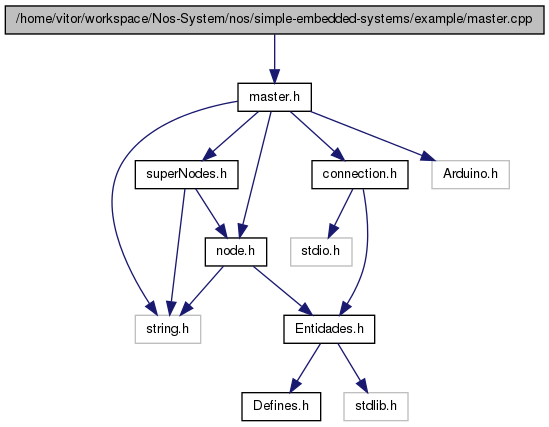 /home/vitor/workspace/Nos-System/nos/simple-embedded-systems/example/master.cpp
master.h
superNodes.h
connection.h
Arduino.h
node.h
stdio.h
string.h
Entidades.h
Defines.h
stdlib.h